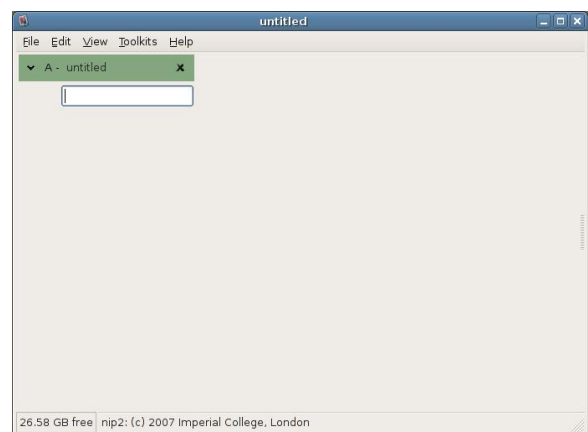 untitled
File Edit View Toolkits Help
A - untitled
26.58 GB free nip2: (c) 2007 Imperial College, London